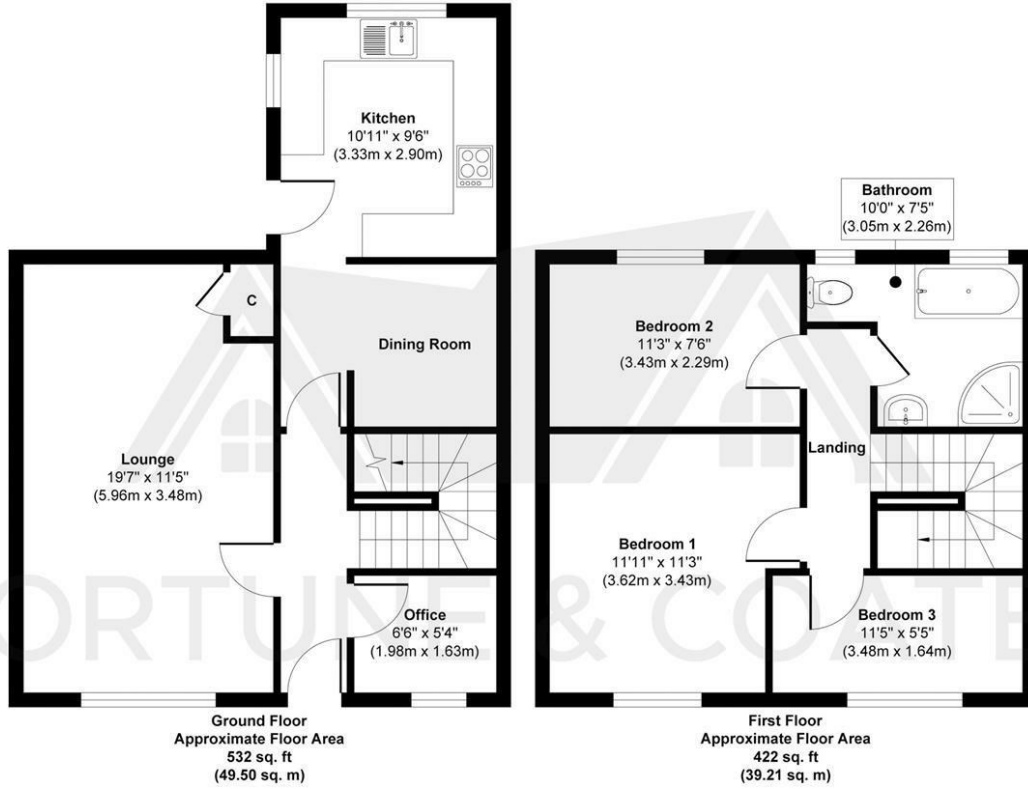 Kitchen
10'11" x 9'6"
(3.33m x 2.90m)
Bathroom
10'0" x 7'5"
(3.05m x 2.26m)
C
Dining Room
Bedroom 2
11'3" x 7'6"
(3.43m x 2.29m)
Lounge
19'7" x 11'5"
(5.96m x 3.48m)
Landing
Bedroom 1
11'11" x 11'3"
(3.62m x 3.43m)
Office
6'6" x 5'4"
(1.98m x 1.63m)
Bedroom 3
11'5" x 5'5"
(3.48m x 1.64m)
ORTUNE & COATE
Ground Floor
Approximate Floor Area
532 sq. ft
(49.50 sq. m)
First Floor
Approximate Floor Area
422 sq. ft
(39.21 sq. m)